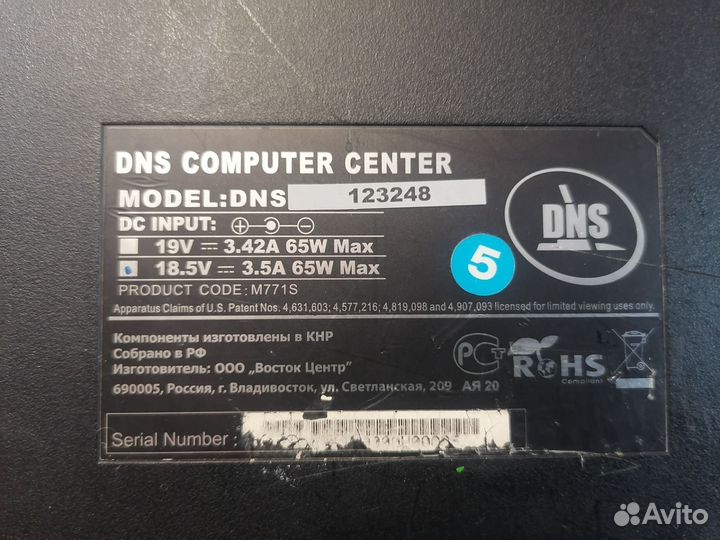 DNS COMPUTER CENTER
MODEL:DNS 123248
DC INPUT:
19V 3.42A 65W Max
18.5V 3.5A 65W Max
PRODUCT CODE: M771S
5
DNS
Apparatus Claims of U.S. Patent Nos. 4,631,603; 4,577,216; 4,819,098 and 4,907,093 licensed for limited viewing uses only.
Компоненты изготовлены в КНР
Собрано в РФ
Изготовитель: ООО „Восток Центр"
690005, Россия, г. Владивосток, ул. Светланская, 209 АЯ 20
РСТ
ROHS
Compliant
Serial Number :
Avito